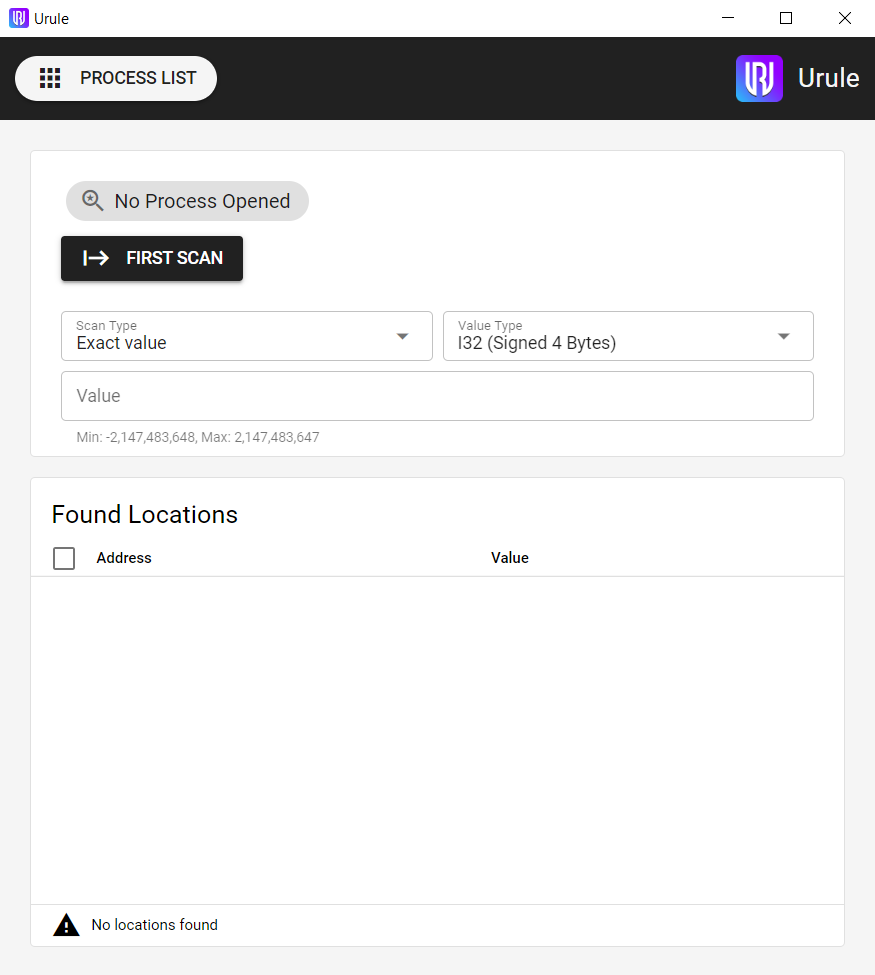 Urule
PROCESS LIST
Urule
No Process Opened
FIRST SCAN
Scan Type
Exact value
Value Type
I32 (Signed 4 Bytes)
Value
Min: -2,147,483,648, Max: 2,147,483,647
Found Locations
Address Value
No locations found